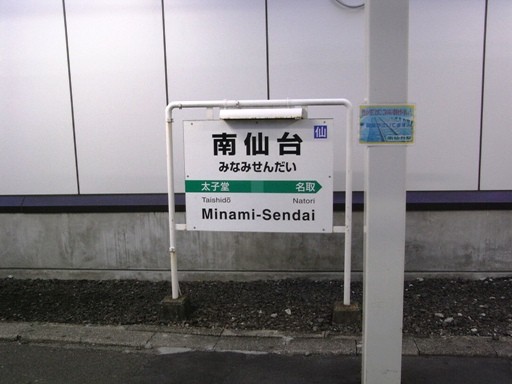 南仙台
仙
みなみせんだい
太子堂 名取
Taishidō Natori
Minami-Sendai